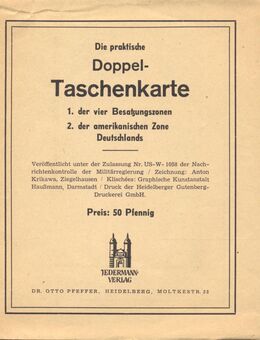 Die praktische
Doppel-
Taschenkarte
1. der vier Besatzungszonen
2. der amerikanischen Zone
Deutschlands
Veröffentlicht unter der Zulassung Nr. US-W-1058 der Nach-
richtenkontrolle der Militärregierung / Zeichnung: Anton
Krikawa, Ziegelhausen / Klischées: Graphische Kunstanstalt
Haußmann, Darmstadt / Druck der Heidelberger Gutenberg-
Druckerei GmbH.
Preis: 50 Pfennig
JEDERMANN-
VERLAG
DR. OTTO PFEFFER, HEIDELBERG, MOLTKESTR. 35